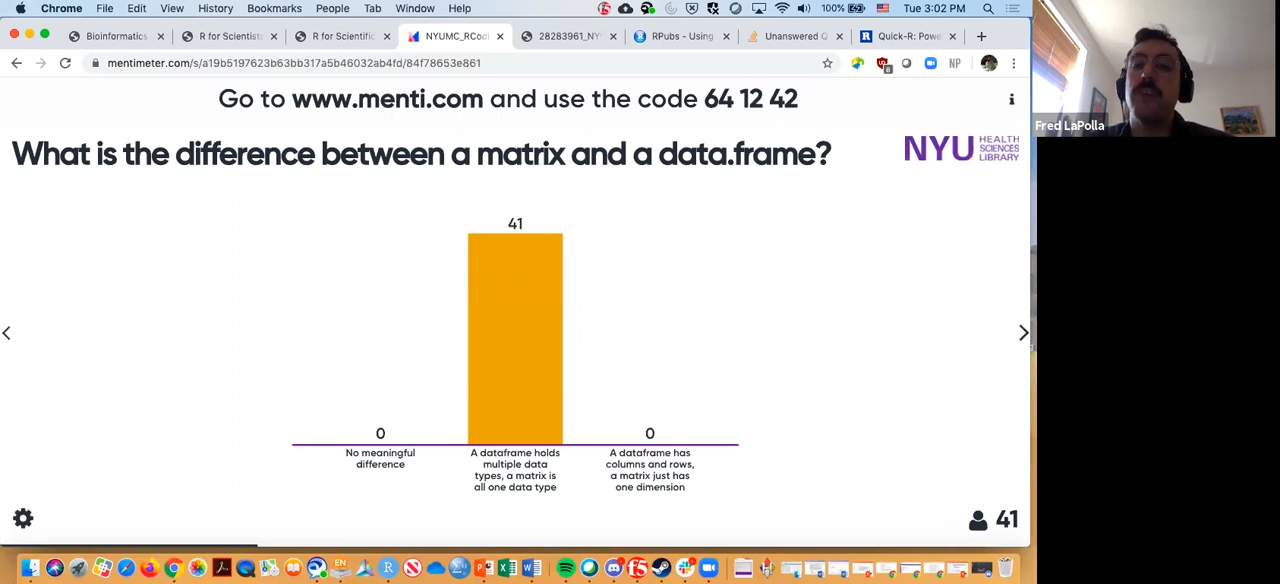 Chrome File Edit View History Bookmarks People Tab Window Help 100% Tue 3:02 PM
Bioinformatics R for Scientists R for Scientific NYUMC_RCodi 28283961_NY RPubs - Using Unanswered Q Quick-R: Powe
mentimeter.com/s/a19b5197623b63bb317a5b46032ab4fd/84f78653e861 8 NP
Fred LaPolla
Go to www.menti.com and use the code 64 12 42
What is the difference between a matrix and a data.frame?
NYU HEALTH
SCIENCES
LIBRARY
41
0
0
No meaningful
difference
A dataframe holds
multiple data
types, a matrix is
all one data type
A dataframe has
columns and rows,
a matrix just has
one dimension
41